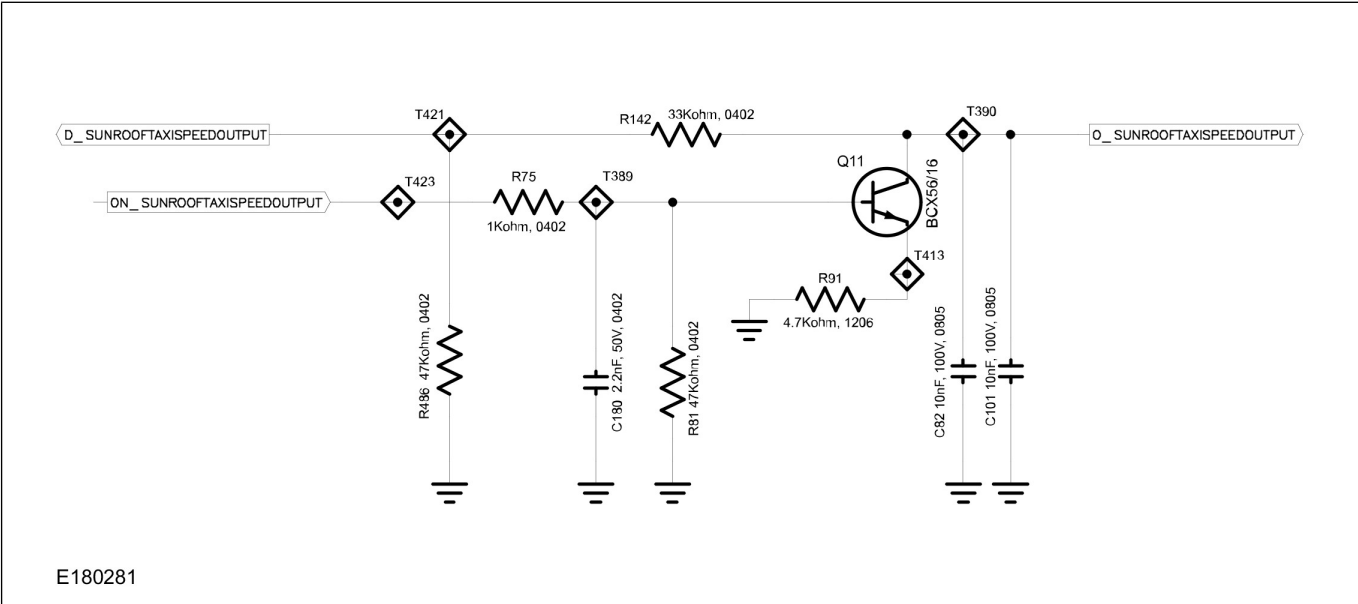 T421
R142 33Kohm, 0402
T390
D_ SUNROOFTAXISPEEDOUTPUT
O_ SUNROOFTAXISPEEDOUTPUT
Q11
T423
R75
T389
BCX56/16
ON_ SUNROOFTAXISPEEDOUTPUT
1Kohm, 0402
T413
R91
4.7Kohm, 1206
R486 47Kohm, 0402
C180 2.2nF, 50V, 0402
R81 47Kohm, 0402
C82 10nF, 100V, 0805
C101 10nF, 100V, 0805
E180281